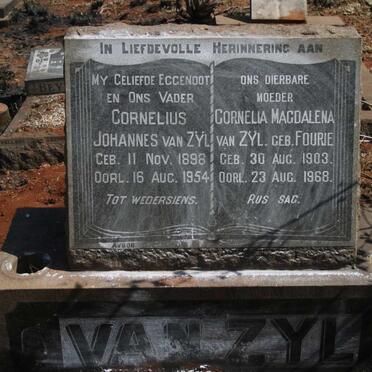 IN LIEFDEVOLLE HERINNERING AAN
MY GELIEFDE EGGENOOT
EN ONS VADER
CORNELIUS
JOHANNES VAN ZYL
GEB. 11 NOV. 1898
OORL. 16 AUG. 1954
TOT WEDERSIENS.
ONS DIERBARE
MOEDER
CORNELIA MAGDALENA
VAN ZYL. GEB. FOURIE
GEB. 30 AUG. 1903.
OORL. 23 AUG. 1968.
RUS SAG.
VAN ZYL